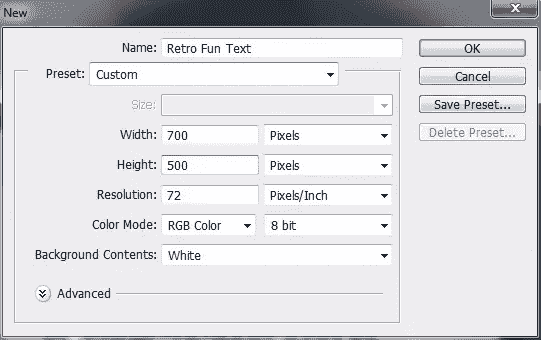 New
Name: Retro Fun Text
OK
Preset: Custom
Cancel
Size:
Save Preset...
Width: 700 Pixels
Delete Preset...
Height: 500 Pixels
Resolution: 72 Pixels/Inch
Color Mode: RGB Color 8 bit
Background Contents: White
Advanced